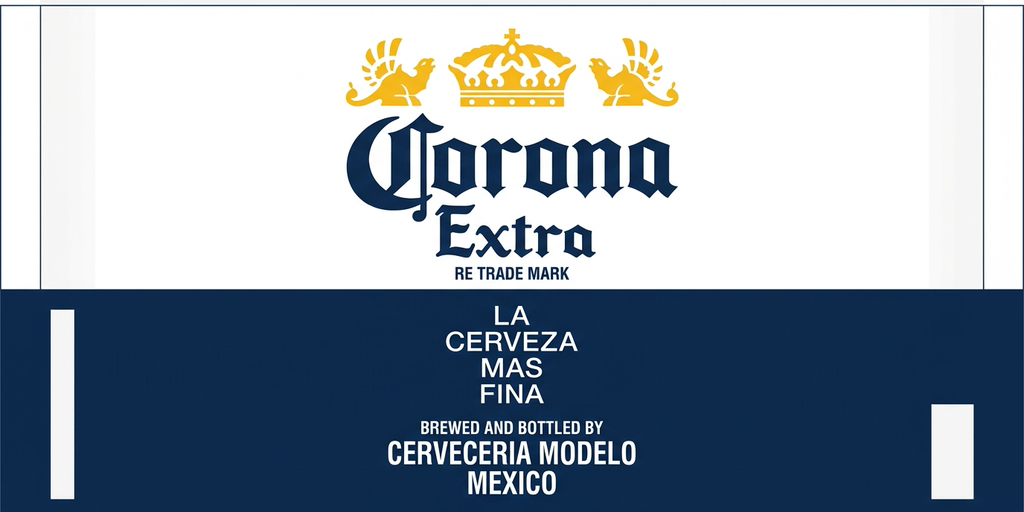 Corona
Extra
RE TRADE MARK
LA
CERVEZA
MAS
FINA
BREWED AND BOTTLED BY
CERVECERIA MODELO
MEXICO